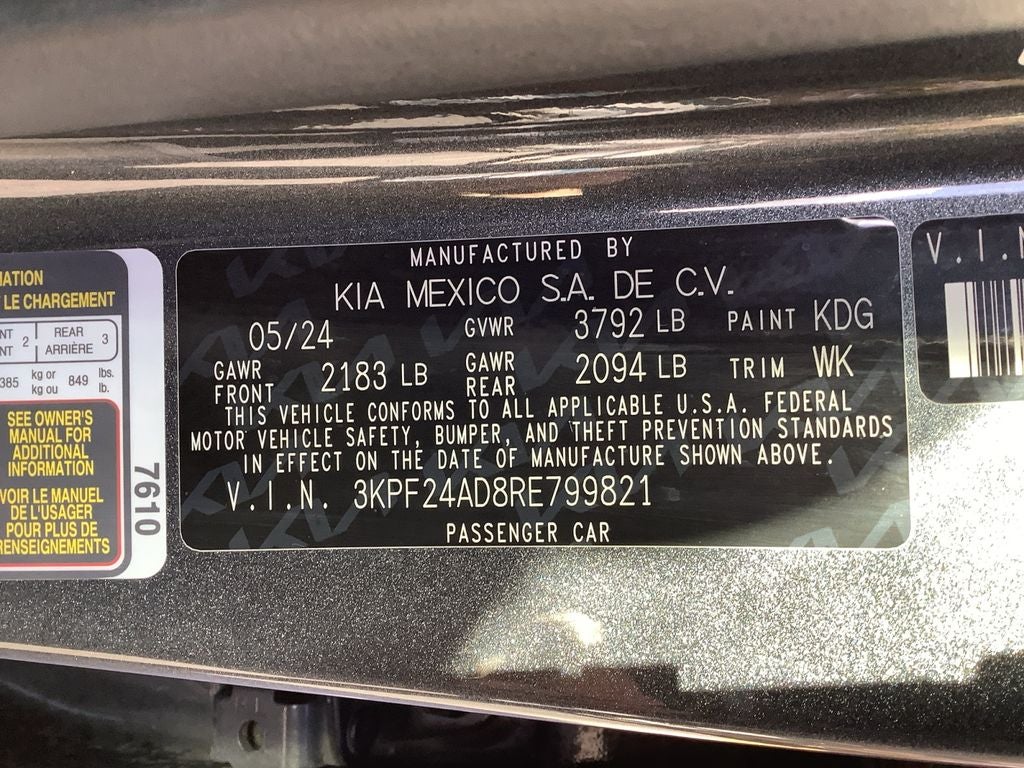 MANUFACTURED BY
KIA MEXICO S.A. DE C.V.
05/24 GVWR 3792 LB PAINT KDG
GAWR FRONT 2183 LB GAWR REAR 2094 LB TRIM WK
THIS VEHICLE CONFORMS TO ALL APPLICABLE U.S.A. FEDERAL
MOTOR VEHICLE SAFETY, BUMPER, AND THEFT PREVENTION STANDARDS
IN EFFECT ON THE DATE OF MANUFACTURE SHOWN ABOVE.
V.I.N. 3KPF24AD8RE799821
PASSENGER CAR
LE CHARGEMENT
2 REAR 3
ARRIÈRE
385 kg or 849 lbs.
kg ou lb.
SEE OWNER'S
MANUAL FOR
ADDITIONAL
INFORMATION
VOIR LE MANUEL
DE L'USAGER
POUR PLUS DE
RENSEIGNEMENTS
7610
V.I.N